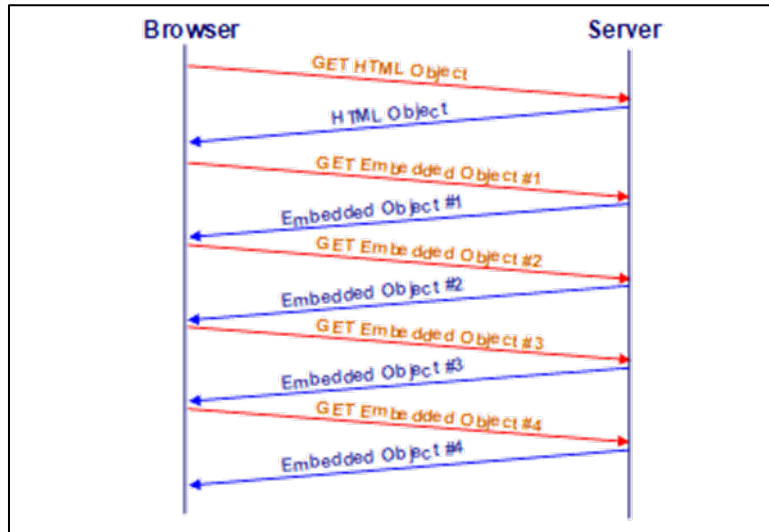 Browser Server
GET HTML Object
HTML Object
GET Embedded Object #1
Embedded Object #1
GET Embedded Object #2
Embedded Object #2
GET Embedded Object #3
Embedded Object #3
GET Embedded Object #4
Embedded Object #4